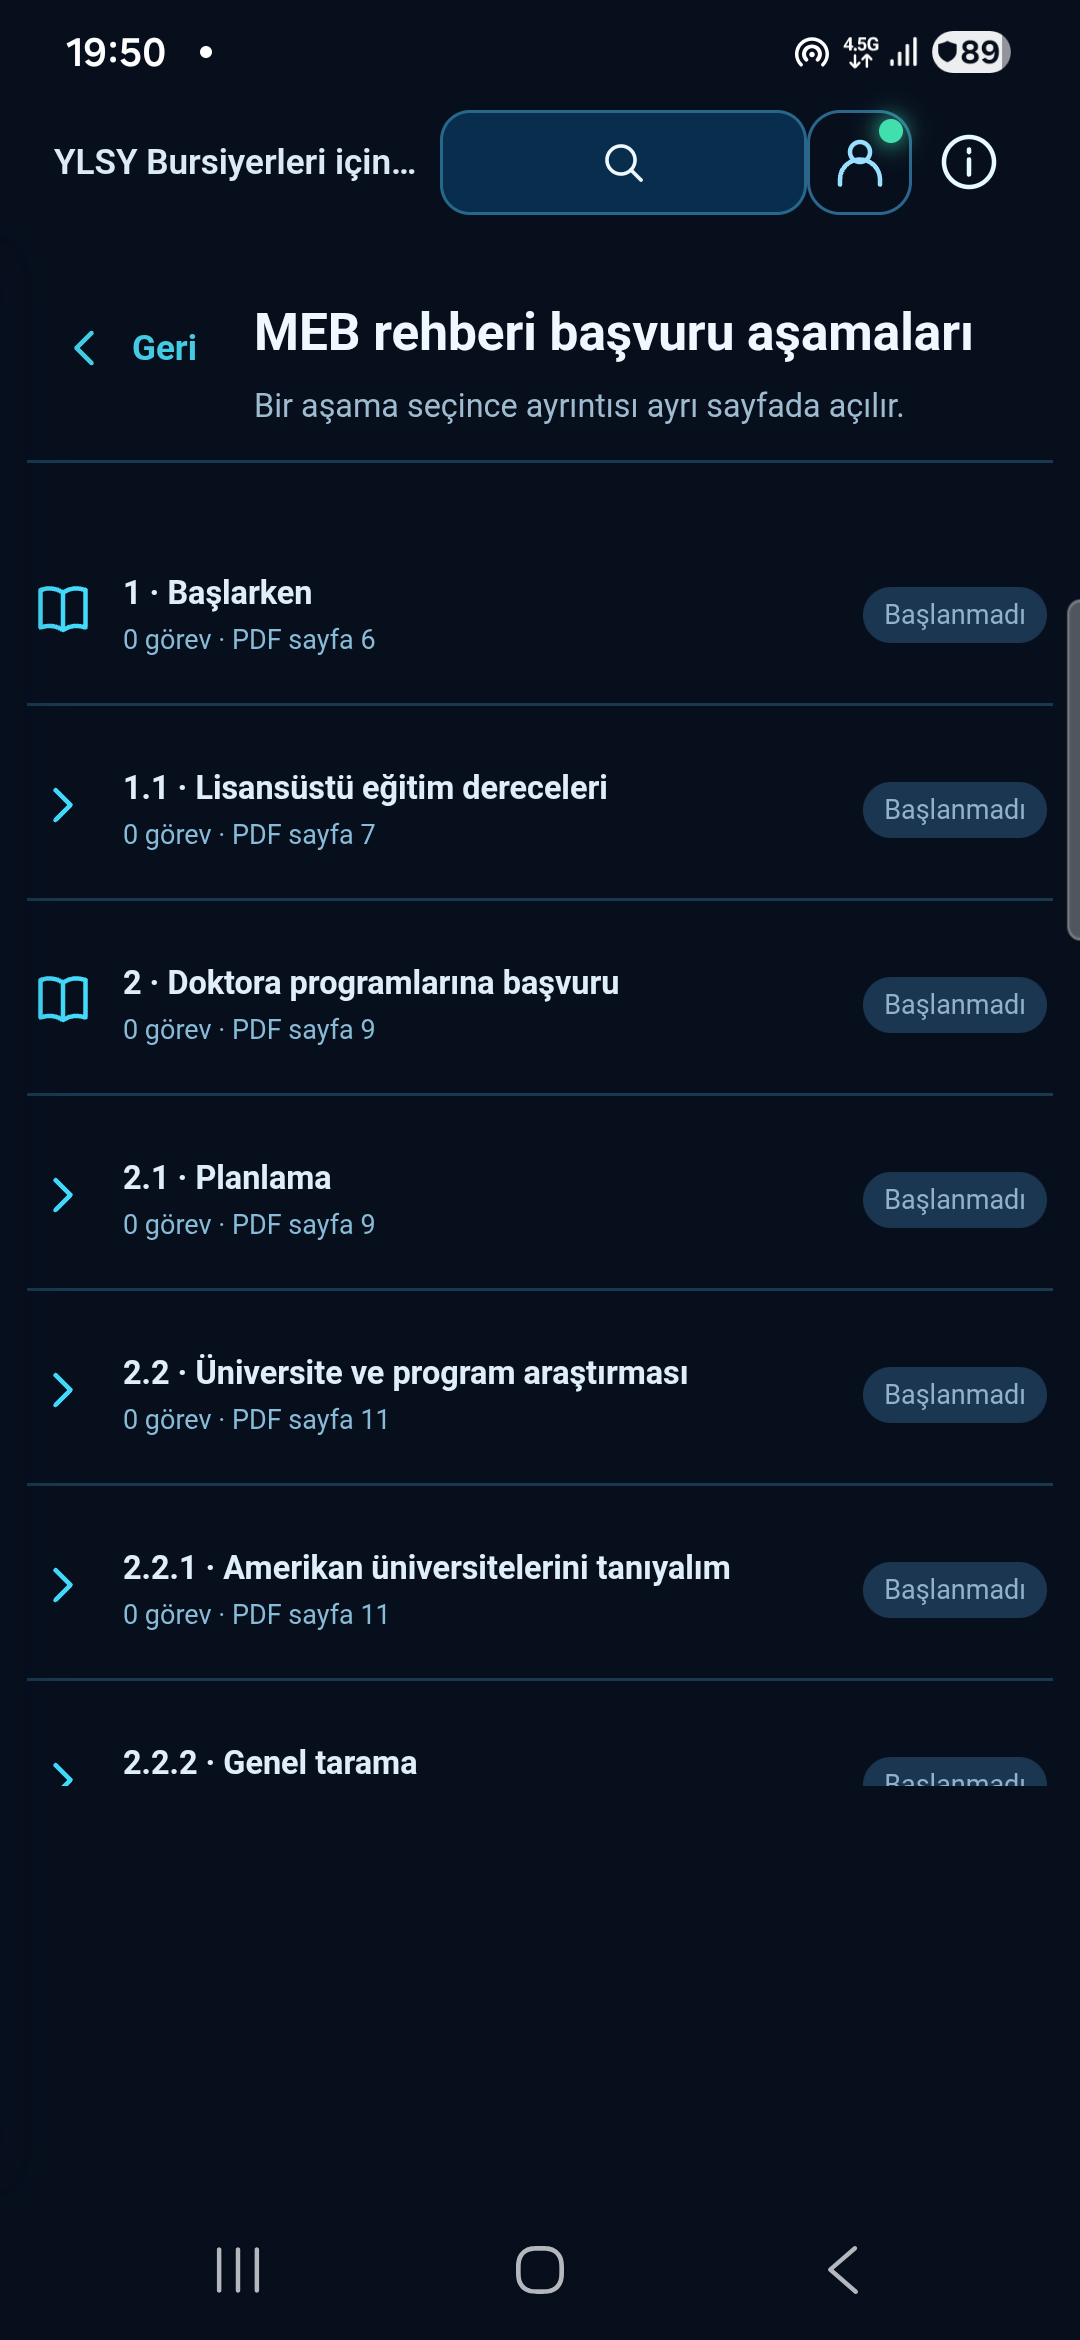 19:50
4.5G
89
YLSY Bursiyerleri için...
Geri
MEB rehberi başvuru aşamaları
Bir aşama seçince ayrıntısı ayrı sayfada açılır.
1 · Başlarken
0 görev · PDF sayfa 6
Başlanmadı
1.1 · Lisansüstü eğitim dereceleri
0 görev · PDF sayfa 7
Başlanmadı
2 · Doktora programlarına başvuru
0 görev · PDF sayfa 9
Başlanmadı
2.1 · Planlama
0 görev · PDF sayfa 9
Başlanmadı
2.2 · Üniversite ve program araştırması
0 görev · PDF sayfa 11
Başlanmadı
2.2.1 · Amerikan üniversitelerini tanıyalım
0 görev · PDF sayfa 11
Başlanmadı
2.2.2 · Genel tarama
Başlanmadı